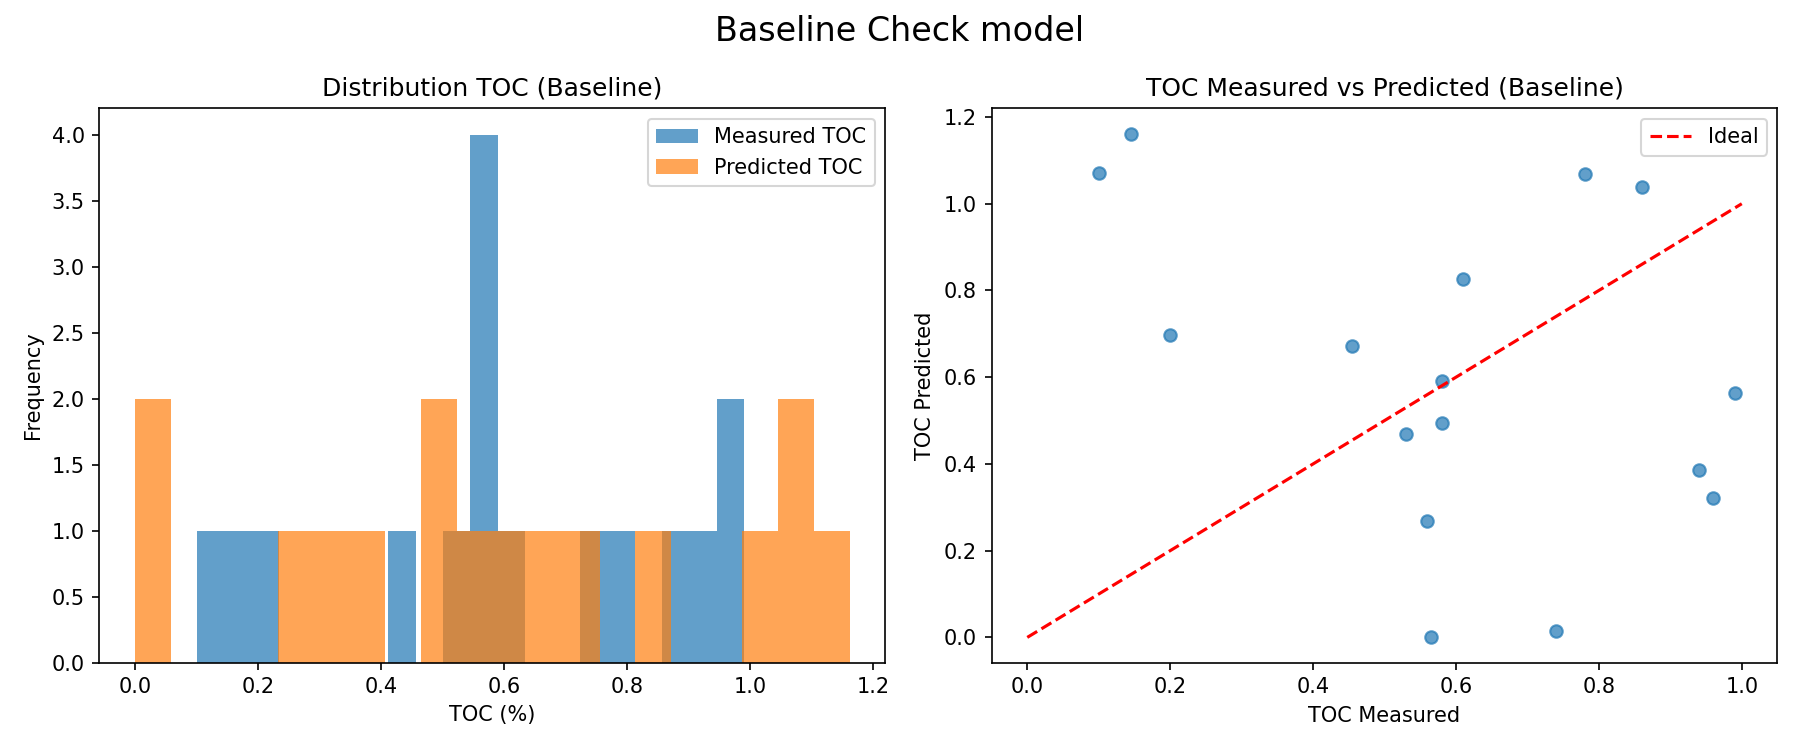 Baseline Check model
Distribution TOC (Baseline)
4.0
3.5
3.0
2.5
2.0
1.5
1.0
0.5
0.0
Frequency
Measured TOC
Predicted TOC
0.0 0.2 0.4 0.6 0.8 1.0 1.2
TOC (%)
TOC Measured vs Predicted (Baseline)
1.2
1.0
0.8
0.6
0.4
0.2
0.0
TOC Predicted
Ideal
0.0 0.2 0.4 0.6 0.8 1.0
TOC Measured